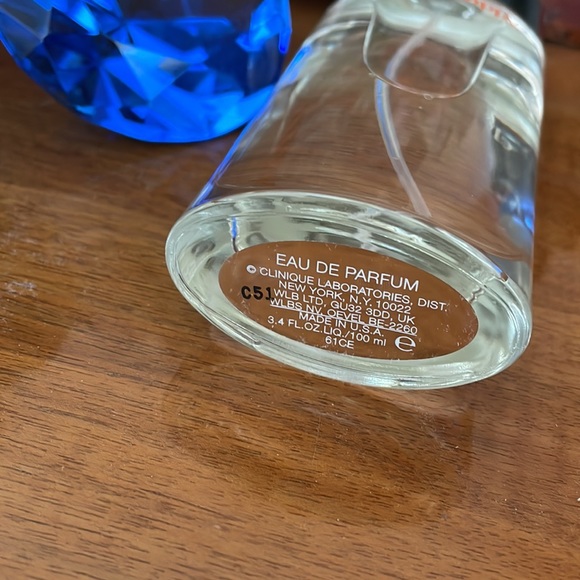 EAU DE PARFUM
© CLINIQUE LABORATORIES, DIST.
NEW YORK, N.Y. 10022
WLB LTD, GU32 3DD, UK
WLBS NV, OEVEL BE-2260
MADE IN U.S.A.
3.4 FL.OZ LIQ./100 ml ℮
61CE
C51